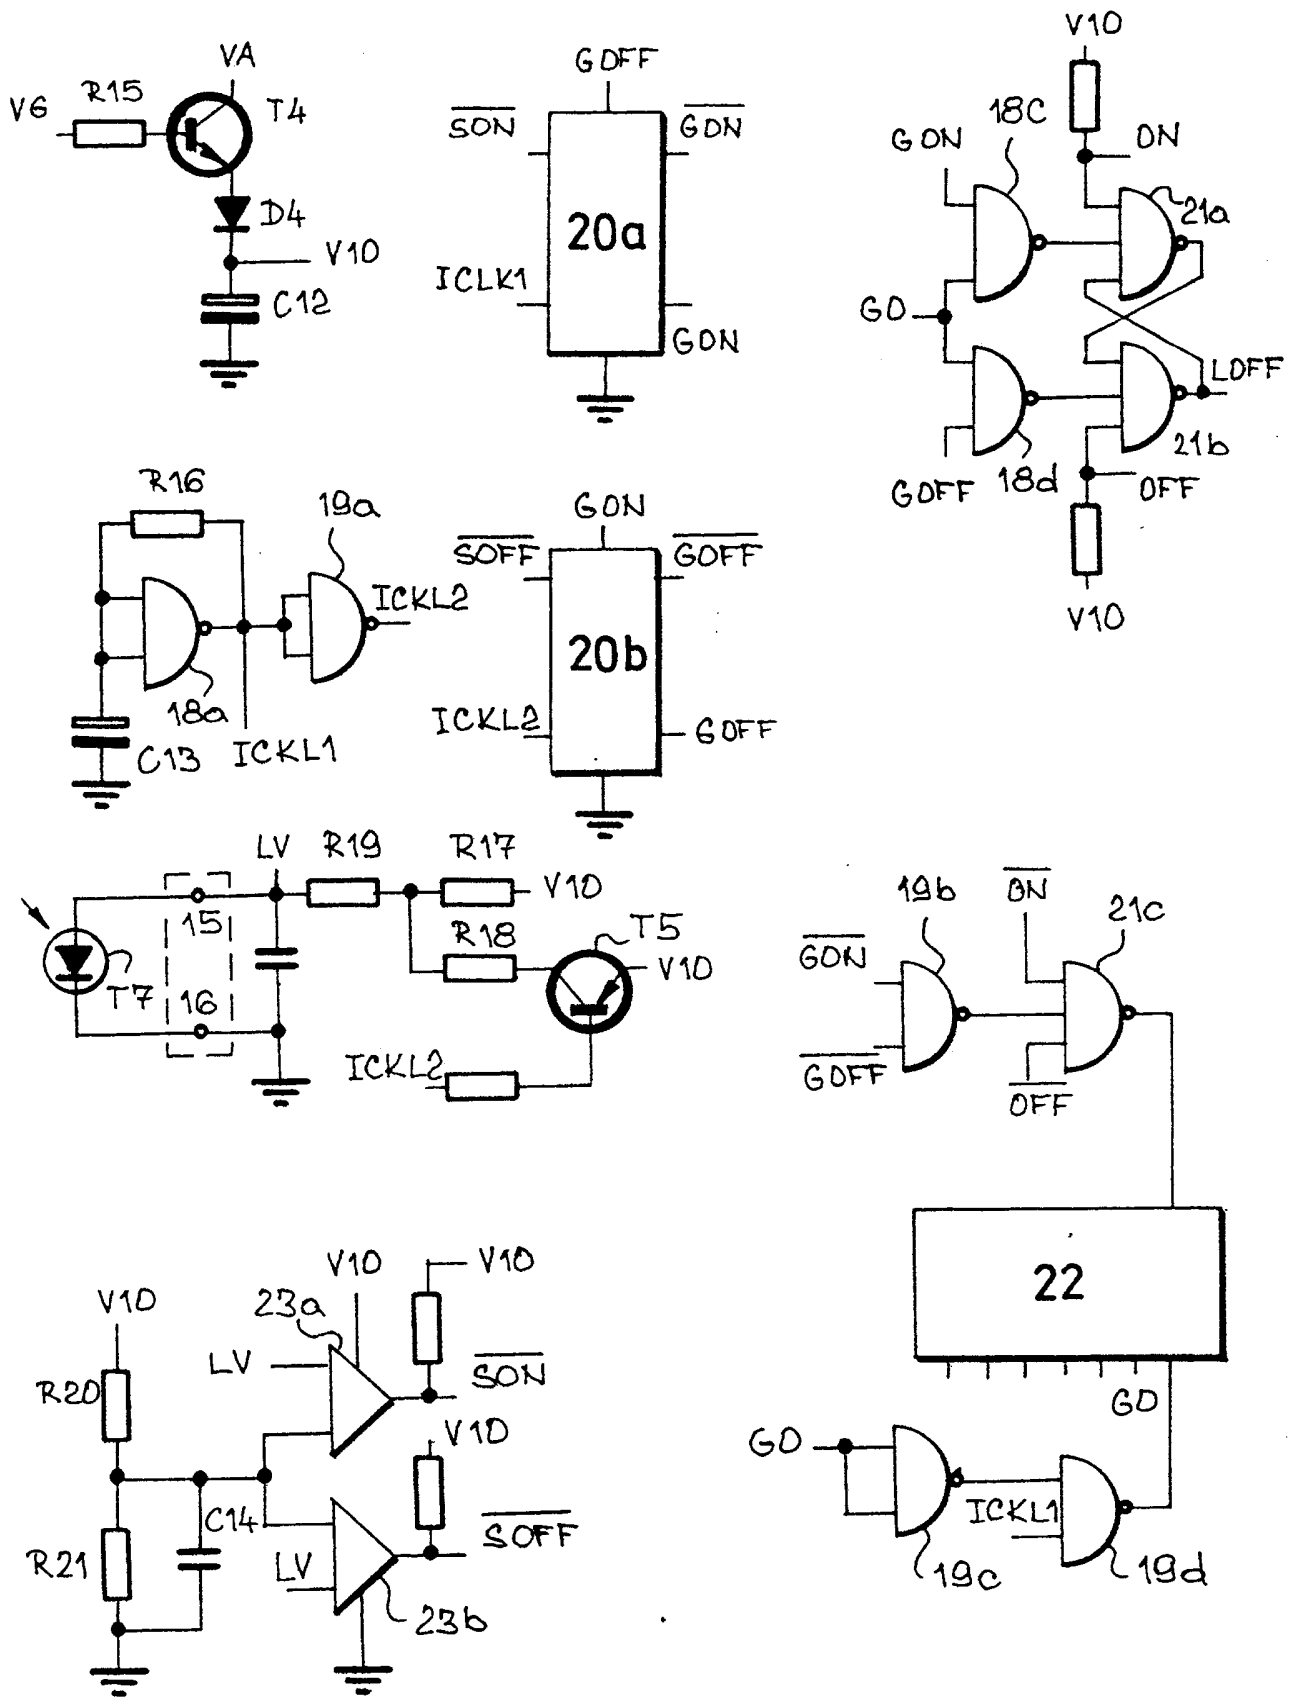 VA
V6
R15
T4
D4
V10
C12
GOFF
SON
GON
20a
ICLK1
GON
V10
18C
GON
ON
21a
GO
LOFF
21b
GOFF
18d
OFF
V10
R16
19a
ICKL2
18a
C13
ICKL1
GON
SOFF
GOFF
20b
ICKL2
GOFF
LV
R19
R17
V10
15
R18
T5
V10
T7
16
ICKL2
19b
ON
21c
GON
GOFF
OFF
22
GO
GO
ICKL1
19c
19d
V10
V10
V10
23a
LV
SON
R20
V10
C14
SOFF
R21
LV
23b